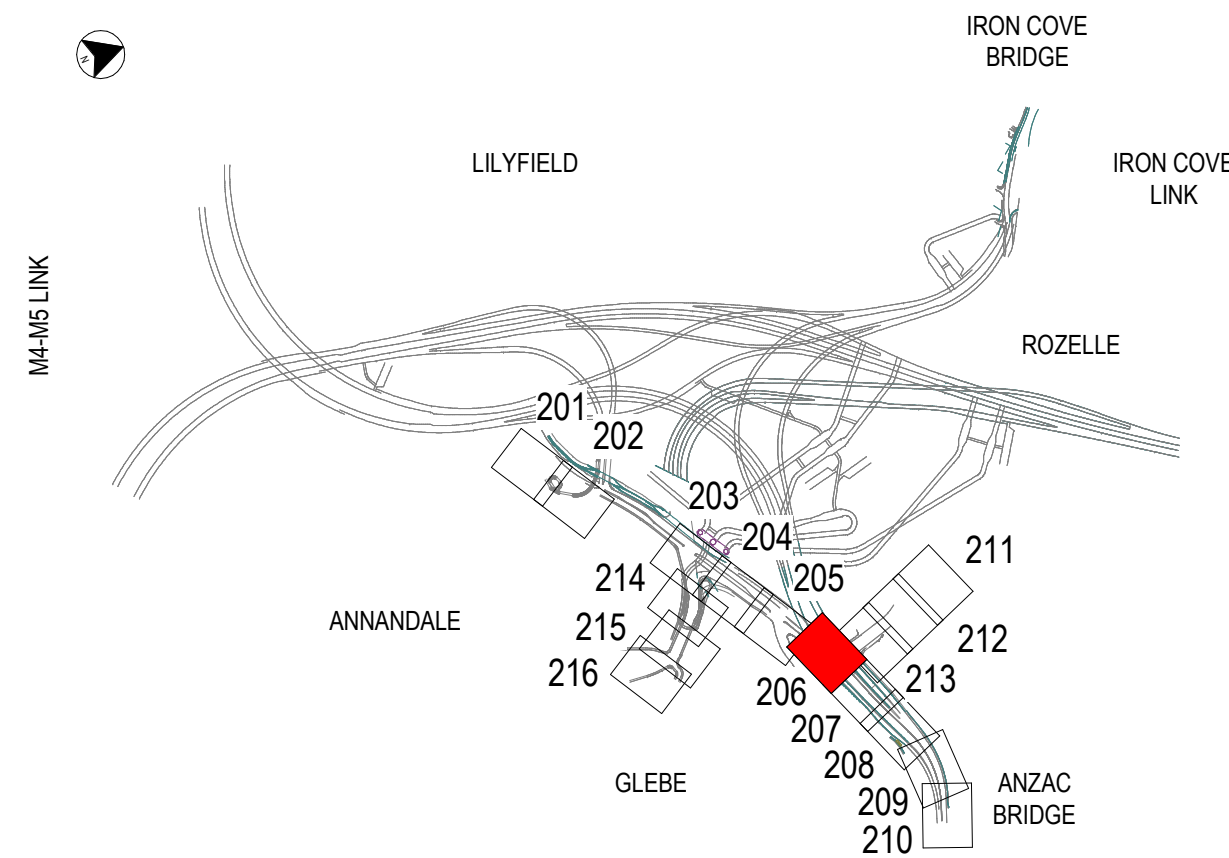 IRON COVE
BRIDGE
N
LILYFIELD
IRON COVE
LINK
M4-M5 LINK
ROZELLE
201
202
203
204
205
211
214
ANNANDALE
215
212
216
213
206
207
208
GLEBE
ANZAC
BRIDGE
209
210